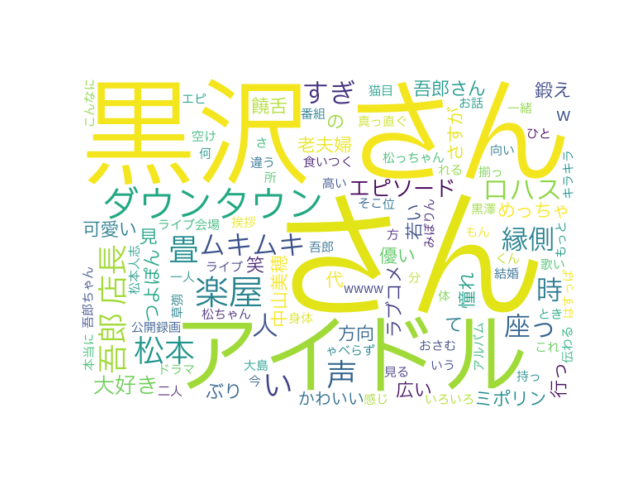 黒沢
さん
さん
アイドル
ダウンタウン
すぎ
饒舌
の
エピ
空け
何
こんなに
番組
さ
違う
所
老夫婦
食いつく
猫目
真っ直ぐ
松っちゃん
高い
さすが
吾郎さん
お話
れる
一緒
向い
揃っ
鍛え
w
ひと
キラキラ
エピソード
そこ位
黒澤
ロハス
めっちゃ
可愛い
ライブ会場
挨拶
畳
ムキムキ
吾郎
方
若い
みぽりん
もん
縁側
もっと
店長
吾郎
松本人志
見
つよぽん
一人
ライブ
笑
中山美穂
代
優い
ラブコメ
分
憧れ
くん
歌い
結婚
吾郎ちゃん
本当に
松本
草彅
楽屋
松ちゃん
wwww
体
時
とき
はすっぱ
伝わる
公開録画
人
身体
方向
て
おさむ
アルバム
座っ
これ
大好き
ドラマ
二人
大島
今
い
声
ゃべらず
見る
いう
持っ
行っ
ぶり
かわいい
感じ
広い
いろいろ
ミポリン